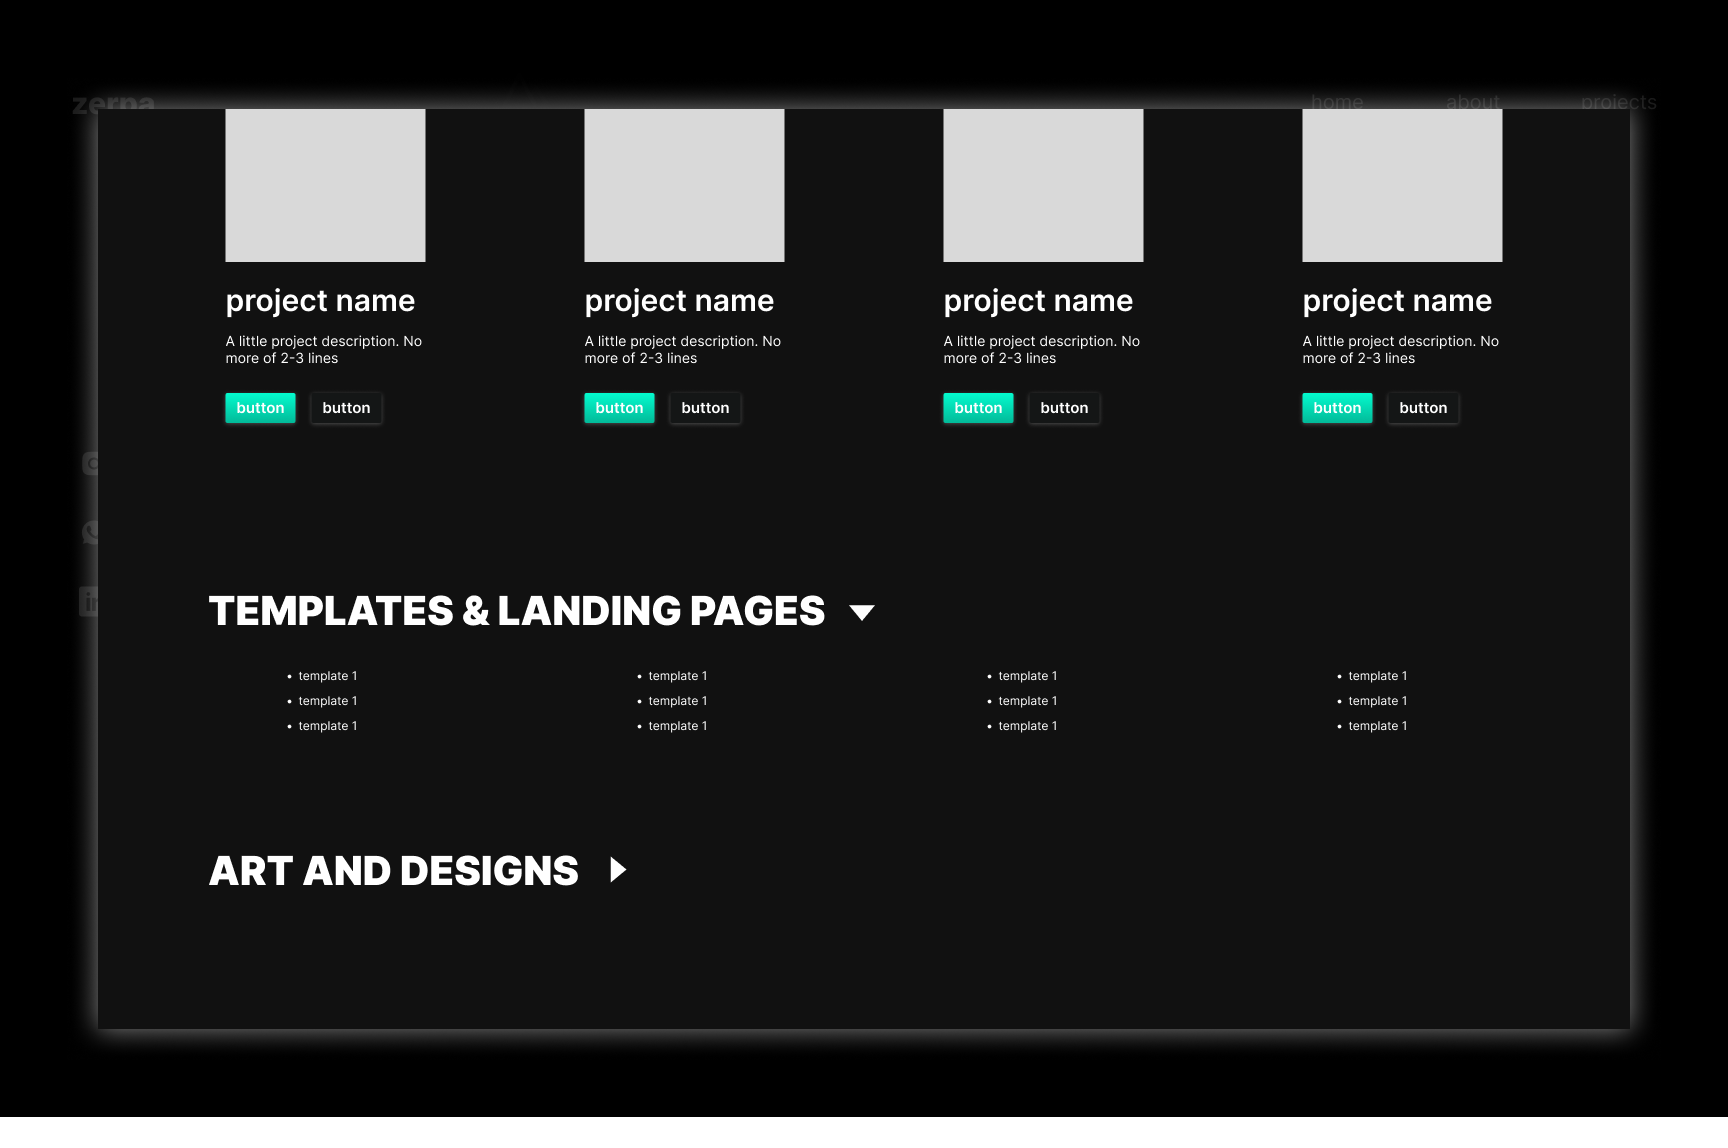 zerpa
home about projects
project name project name project name project name
A little project description. No A little project description. No A little project description. No A little project description. No
more of 2-3 lines more of 2-3 lines more of 2-3 lines more of 2-3 lines
button button button button button button button button
in
TEMPLATES & LANDING PAGES
• template 1 • template 1 • template 1 • template 1
• template 1 • template 1 • template 1 • template 1
• template 1 • template 1 • template 1 • template 1
ART AND DESIGNS